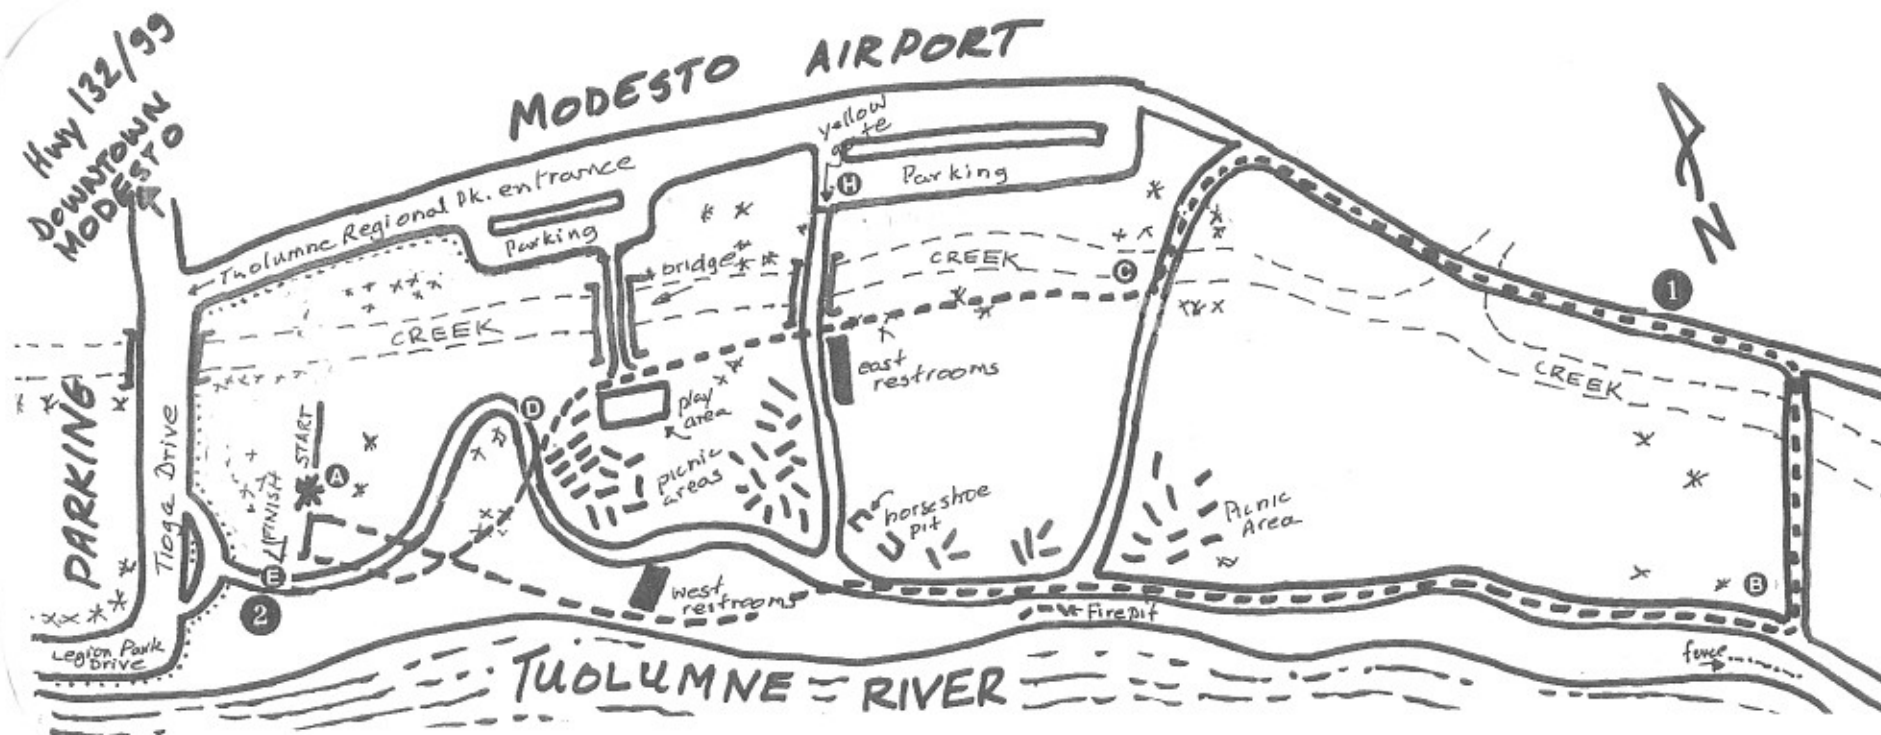 Hwy 132/99
DOWNTOWN
MODESTO
MODESTO AIRPORT
Tuolumne Regional Pk. entrance
Parking
yellow
gate
H
Parking
N
bridge
CREEK
CREEK
C
1
CREEK
PARKING
Tioga Drive
START
A
FINISH
E
2
D
play
area
picnic
areas
east
restrooms
horseshoe
pit
Picnic
Area
B
west
restrooms
Firepit
Legion Park
Drive
TUOLUMNE RIVER